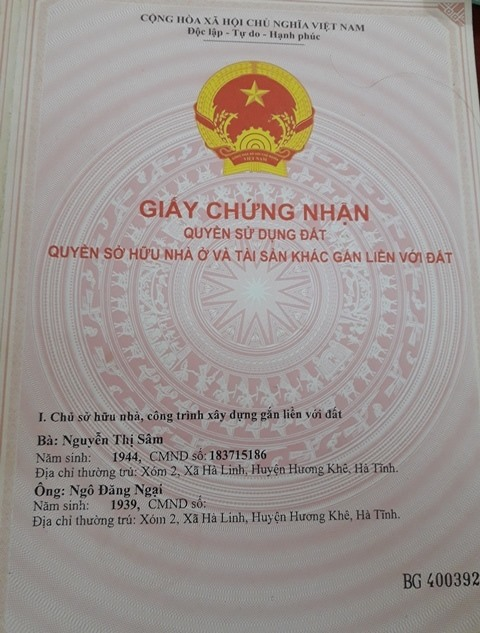 CỘNG HÒA XÃ HỘI CHỦ NGHĨA VIỆT NAM
Độc lập - Tự do - Hạnh phúc
VIỆT NAM
GIẤY CHỨNG NHẬN
QUYỀN SỬ DỤNG ĐẤT
QUYỀN SỞ HỮU NHÀ Ở VÀ TÀI SẢN KHÁC GẮN LIỀN VỚI ĐẤT
I. Chủ sở hữu nhà, công trình xây dựng gắn liền với đất
Bà: Nguyễn Thị Sâm
Năm sinh: 1944, CMND số: 183715186
Địa chỉ thường trú: Xóm 2, Xã Hà Linh, Huyện Hương Khê, Hà Tĩnh.
Ông: Ngô Đăng Ngại
Năm sinh: 1939, CMND số:
Địa chỉ thường trú: Xóm 2, Xã Hà Linh, Huyện Hương Khê, Hà Tĩnh.
BG 400392